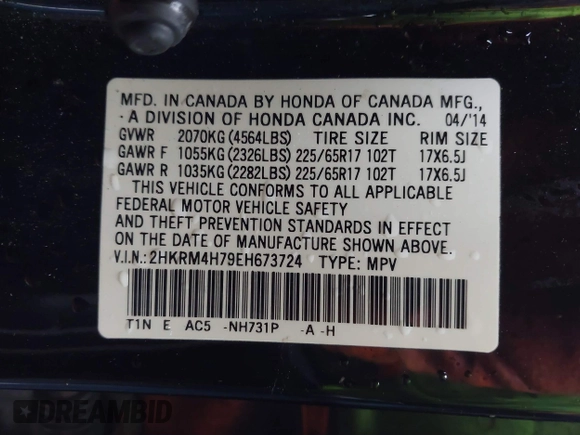 MFD. IN CANADA BY HONDA OF CANADA MFG.,
A DIVISION OF HONDA CANADA INC. 04/'14
GVWR 2070KG(4564LBS) TIRE SIZE RIM SIZE
GAWR F 1055KG(2326LBS)225/65R17 102T 17X6.5J
GAWR R 1035KG(2282LBS)225/65R17 102T 17X6.5J
THIS VEHICLE CONFORMS TO ALL APPLICABLE
FEDERAL MOTOR VEHICLE SAFETY
AND THEFT PREVENTION STANDARDS IN EFFECT
ON THE DATE OF MANUFACTURE SHOWN ABOVE.
V.I.N.:2HKRM4H79EH673724 TYPE: MPV
T1N E AC5 -NH731P -A -H
DREAMBID